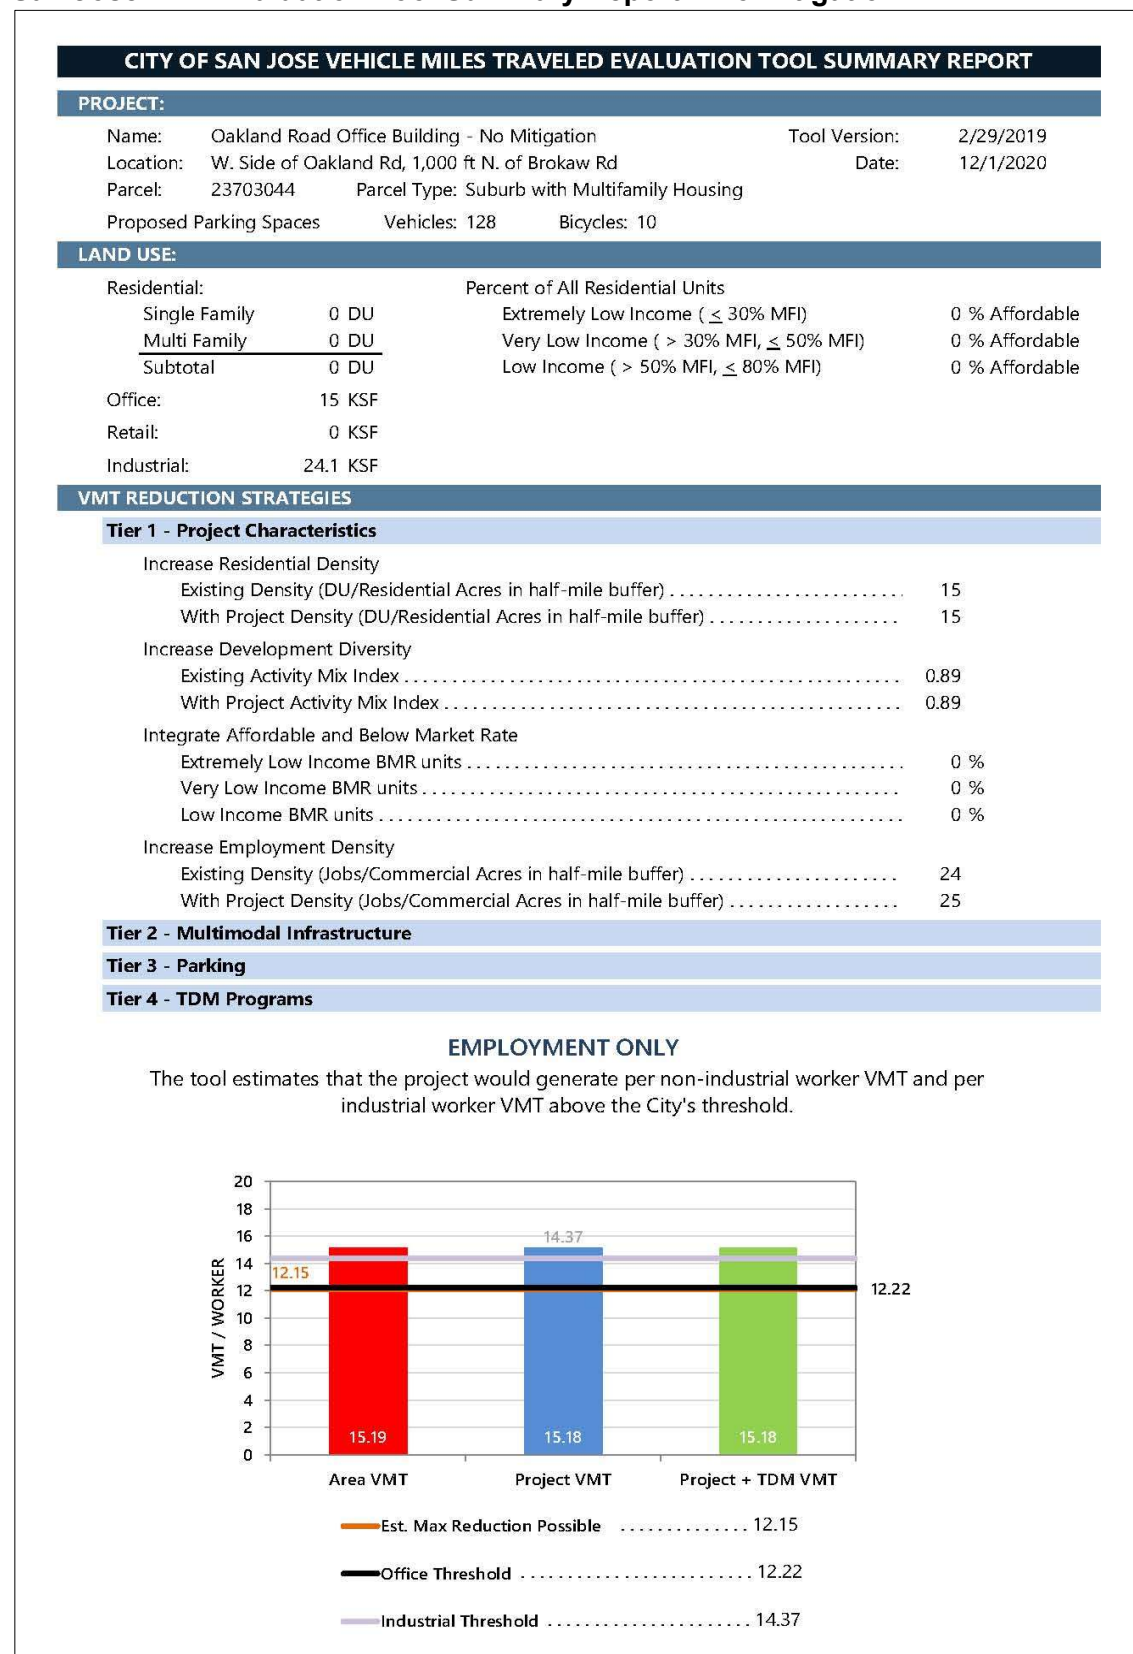 CITY OF SAN JOSE VEHICLE MILES TRAVELED EVALUATION TOOL SUMMARY REPORT
PROJECT:
Name: Oakland Road Office Building - No Mitigation Tool Version: 2/29/2019
Location: W. Side of Oakland Rd, 1,000 ft N. of Brokaw Rd Date: 12/1/2020
Parcel: 23703044 Parcel Type: Suburb with Multifamily Housing
Proposed Parking Spaces Vehicles: 128 Bicycles: 10
LAND USE:
Residential: Percent of All Residential Units
Single Family 0 DU Extremely Low Income ( ≤ 30% MFI) 0 % Affordable
Multi Family 0 DU Very Low Income ( > 30% MFI, ≤ 50% MFI) 0 % Affordable
Subtotal 0 DU Low Income ( > 50% MFI, ≤ 80% MFI) 0 % Affordable
Office: 15 KSF
Retail: 0 KSF
Industrial: 24.1 KSF
VMT REDUCTION STRATEGIES
Tier 1 - Project Characteristics
Increase Residential Density
Existing Density (DU/Residential Acres in half-mile buffer) . . . . . . . . . . . . . . . . . . . . . . . . . 15
With Project Density (DU/Residential Acres in half-mile buffer) . . . . . . . . . . . . . . . . . . . . 15
Increase Development Diversity
Existing Activity Mix Index . . . . . . . . . . . . . . . . . . . . . . . . . . . . . . . . . . . . . . . . . . . . . . . . . . . . 0.89
With Project Activity Mix Index . . . . . . . . . . . . . . . . . . . . . . . . . . . . . . . . . . . . . . . . . . . . . . . . 0.89
Integrate Affordable and Below Market Rate
Extremely Low Income BMR units . . . . . . . . . . . . . . . . . . . . . . . . . . . . . . . . . . . . . . . . . . . . . . 0 %
Very Low Income BMR units . . . . . . . . . . . . . . . . . . . . . . . . . . . . . . . . . . . . . . . . . . . . . . . . . . 0 %
Low Income BMR units . . . . . . . . . . . . . . . . . . . . . . . . . . . . . . . . . . . . . . . . . . . . . . . . . . . . . . . 0 %
Increase Employment Density
Existing Density (Jobs/Commercial Acres in half-mile buffer) . . . . . . . . . . . . . . . . . . . . . . 24
With Project Density (Jobs/Commercial Acres in half-mile buffer) . . . . . . . . . . . . . . . . . . 25
Tier 2 - Multimodal Infrastructure
Tier 3 - Parking
Tier 4 - TDM Programs
EMPLOYMENT ONLY
The tool estimates that the project would generate per non-industrial worker VMT and per
industrial worker VMT above the City's threshold.
VMT / WORKER
20
18
16
14
12
10
8
6
4
2
0
14.37
12.15
12.22
15.19 15.18 15.18
Area VMT Project VMT Project + TDM VMT
Est. Max Reduction Possible . . . . . . . . . . . . . . 12.15
Office Threshold . . . . . . . . . . . . . . . . . . . . . . . . . 12.22
Industrial Threshold . . . . . . . . . . . . . . . . . . . . . . 14.37